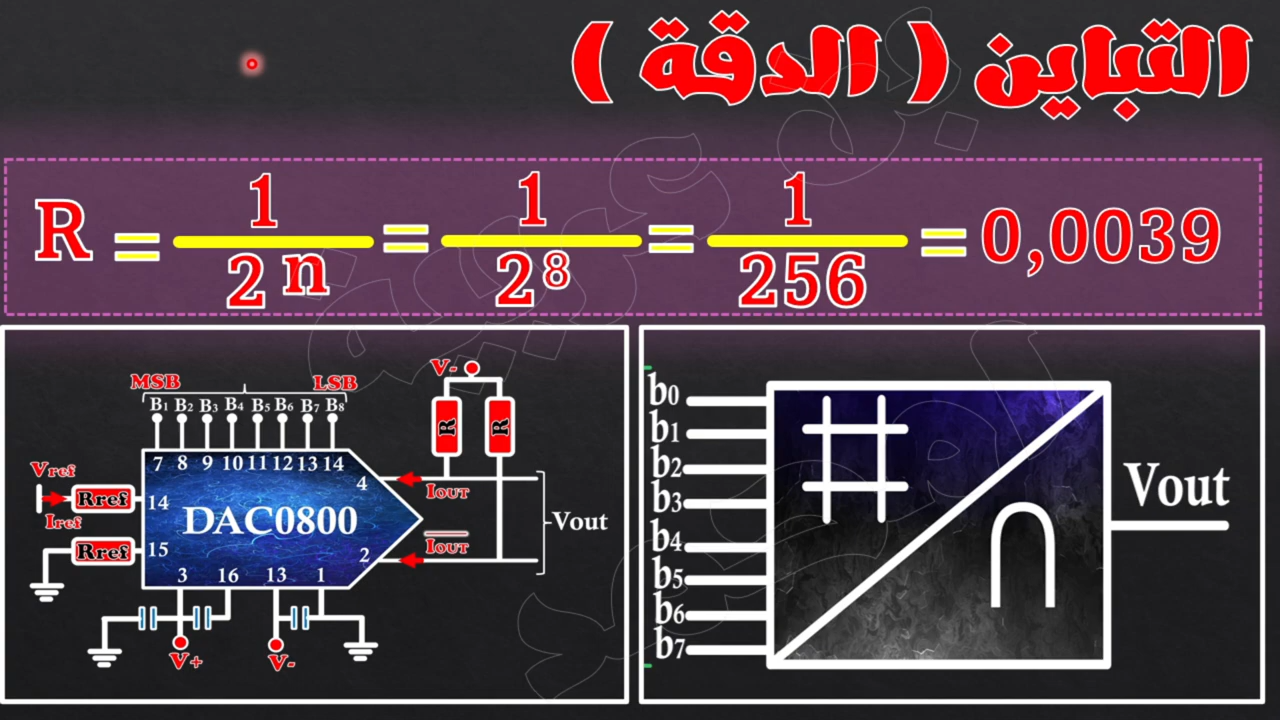 التباين ( الدقة )
R = 1/2ⁿ = 1/2⁸ = 1/256 = 0,0039
MSB LSB
B₁ B₂ B₃ B₄ B₅ B₆ B₇ B₈
7 8 9 10 11 12 13 14
V-
R R
Vref
Iref
Rref
14
Rref
15
DAC0800
4
IOUT
2
I̅O̅U̅T̅
Vout
3 16 13 1
V+ V-
b0
b1
b2
b3
b4
b5
b6
b7
#
∩
Vout